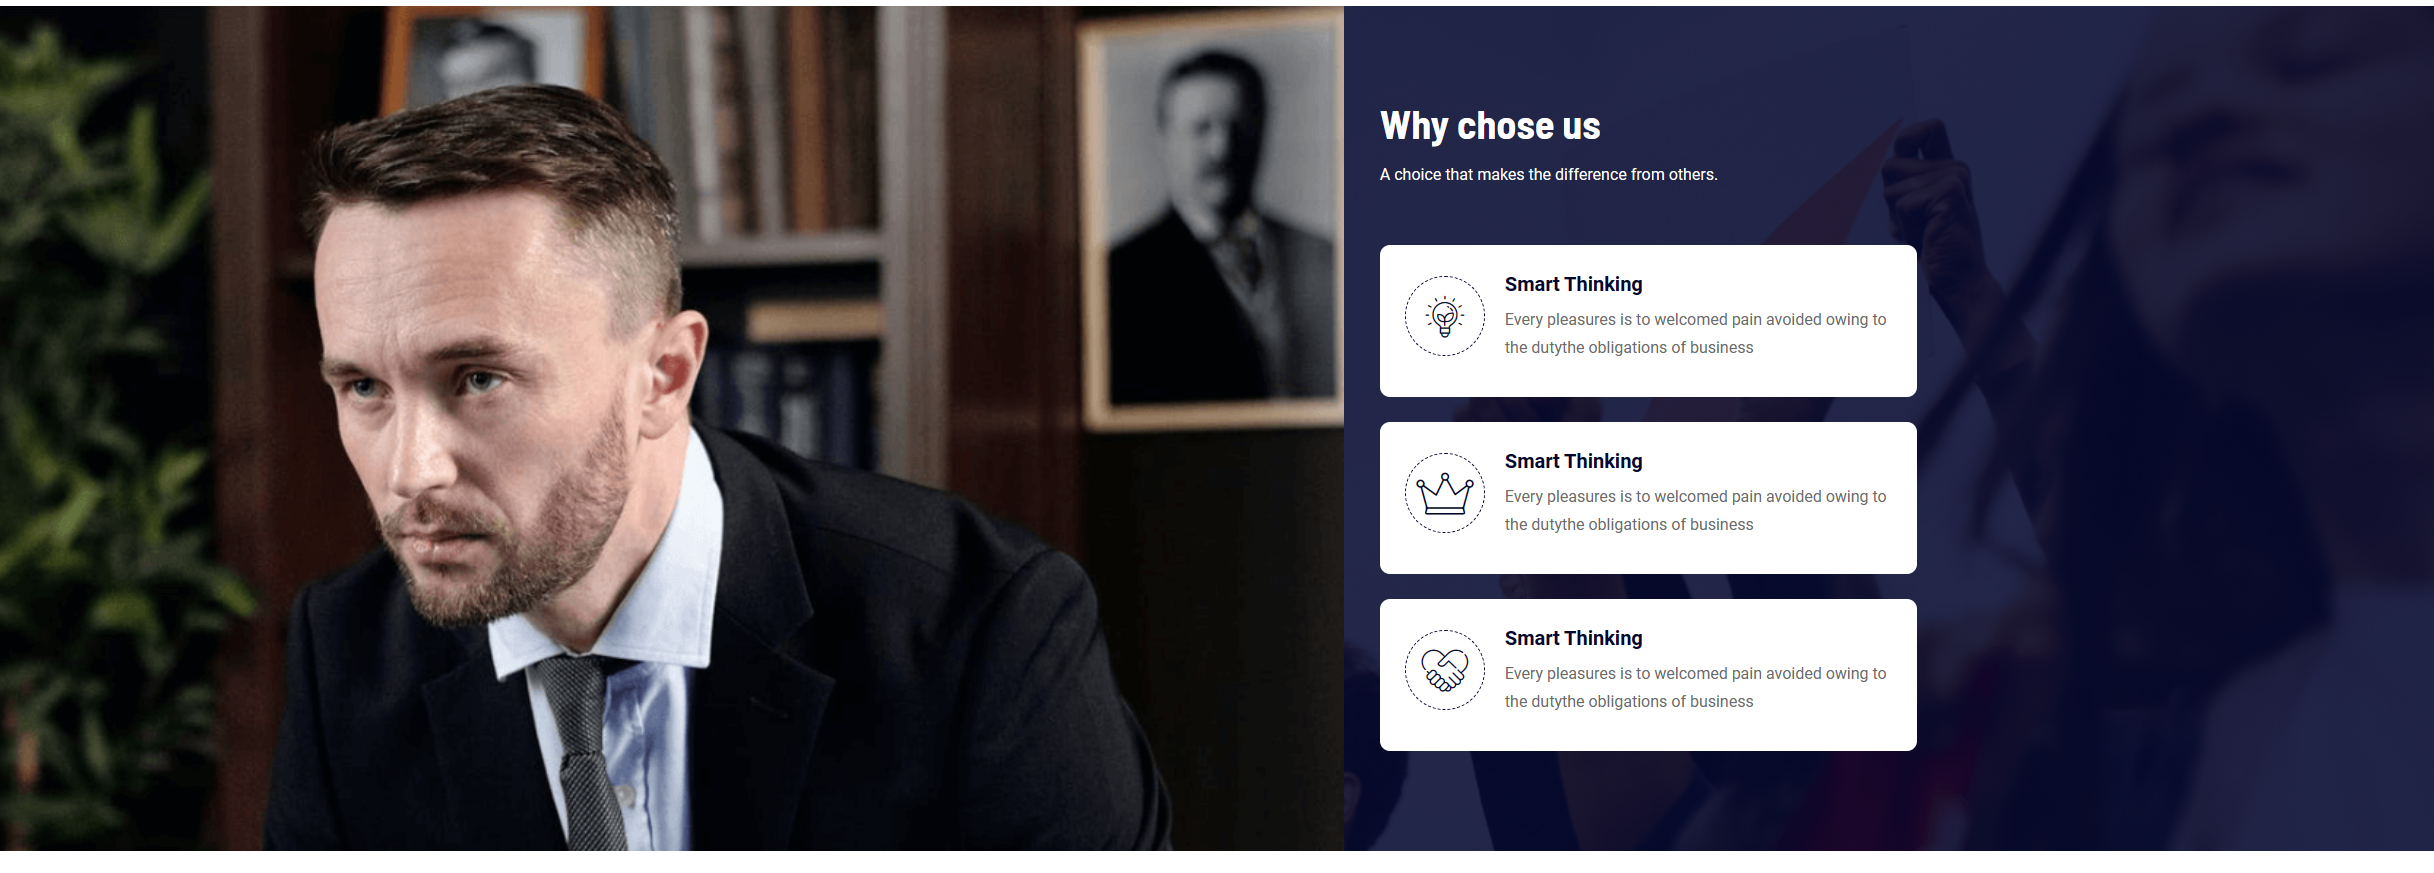 Why chose us
A choice that makes the difference from others.
Smart Thinking
Every pleasures is to welcomed pain avoided owing to
the dutythe obligations of business
Smart Thinking
Every pleasures is to welcomed pain avoided owing to
the dutythe obligations of business
Smart Thinking
Every pleasures is to welcomed pain avoided owing to
the dutythe obligations of business